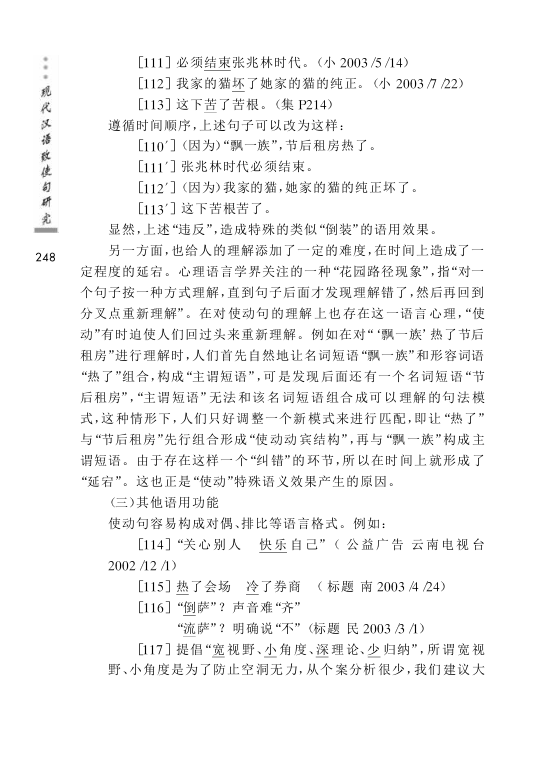 现代汉语致使句研究
248
［111］必须结束张兆林时代。（小 2003 /5 /14）
［112］我家的猫坏了她家的猫的纯正。（小 2003 /7 /22）
［113］这下苦了苦根。（集 P214）
遵循时间顺序，上述句子可以改为这样：
［110′］（因为）“飘一族”，节后租房热了。
［111′］张兆林时代必须结束。
［112′］（因为）我家的猫，她家的猫的纯正坏了。
［113′］这下苦根苦了。
显然，上述“违反”，造成特殊的类似“倒装”的语用效果。
另一方面，也给人的理解添加了一定的难度，在时间上造成了一
定程度的延宕。心理语言学界关注的一种“花园路径现象”，指“对一
个句子按一种方式理解，直到句子后面才发现理解错了，然后再回到
分叉点重新理解”。在对使动句的理解上也存在这一语言心理，“使
动”有时迫使人们回过头来重新理解。例如在对“‘飘一族’热了节后
租房”进行理解时，人们首先自然地让名词短语“飘一族”和形容词语
“热了”组合，构成“主谓短语”，可是发现后面还有一个名词短语“节
后租房”，“主谓短语”无法和该名词短语组合成可以理解的句法模
式，这种情形下，人们只好调整一个新模式来进行匹配，即让“热了”
与“节后租房”先行组合形成“使动动宾结构”，再与“飘一族”构成主
谓短语。由于存在这样一个“纠错”的环节，所以在时间上就形成了
“延宕”。这也正是“使动”特殊语义效果产生的原因。
（三）其他语用功能
使动句容易构成对偶、排比等语言格式。例如：
［114］“关心别人　快乐自己”（ 公益广告 云南电视台
2002 /12 /1）
［115］热了会场　冷了券商　（ 标题 南 2003 /4 /24）
［116］“倒萨”？声音难“齐”
“流萨”？明确说“不”（标题 民 2003 /3 /1）
［117］提倡“宽视野、小角度、深理论、少归纳”，所谓宽视
野、小角度是为了防止空洞无力，从个案分析很少，我们建议大